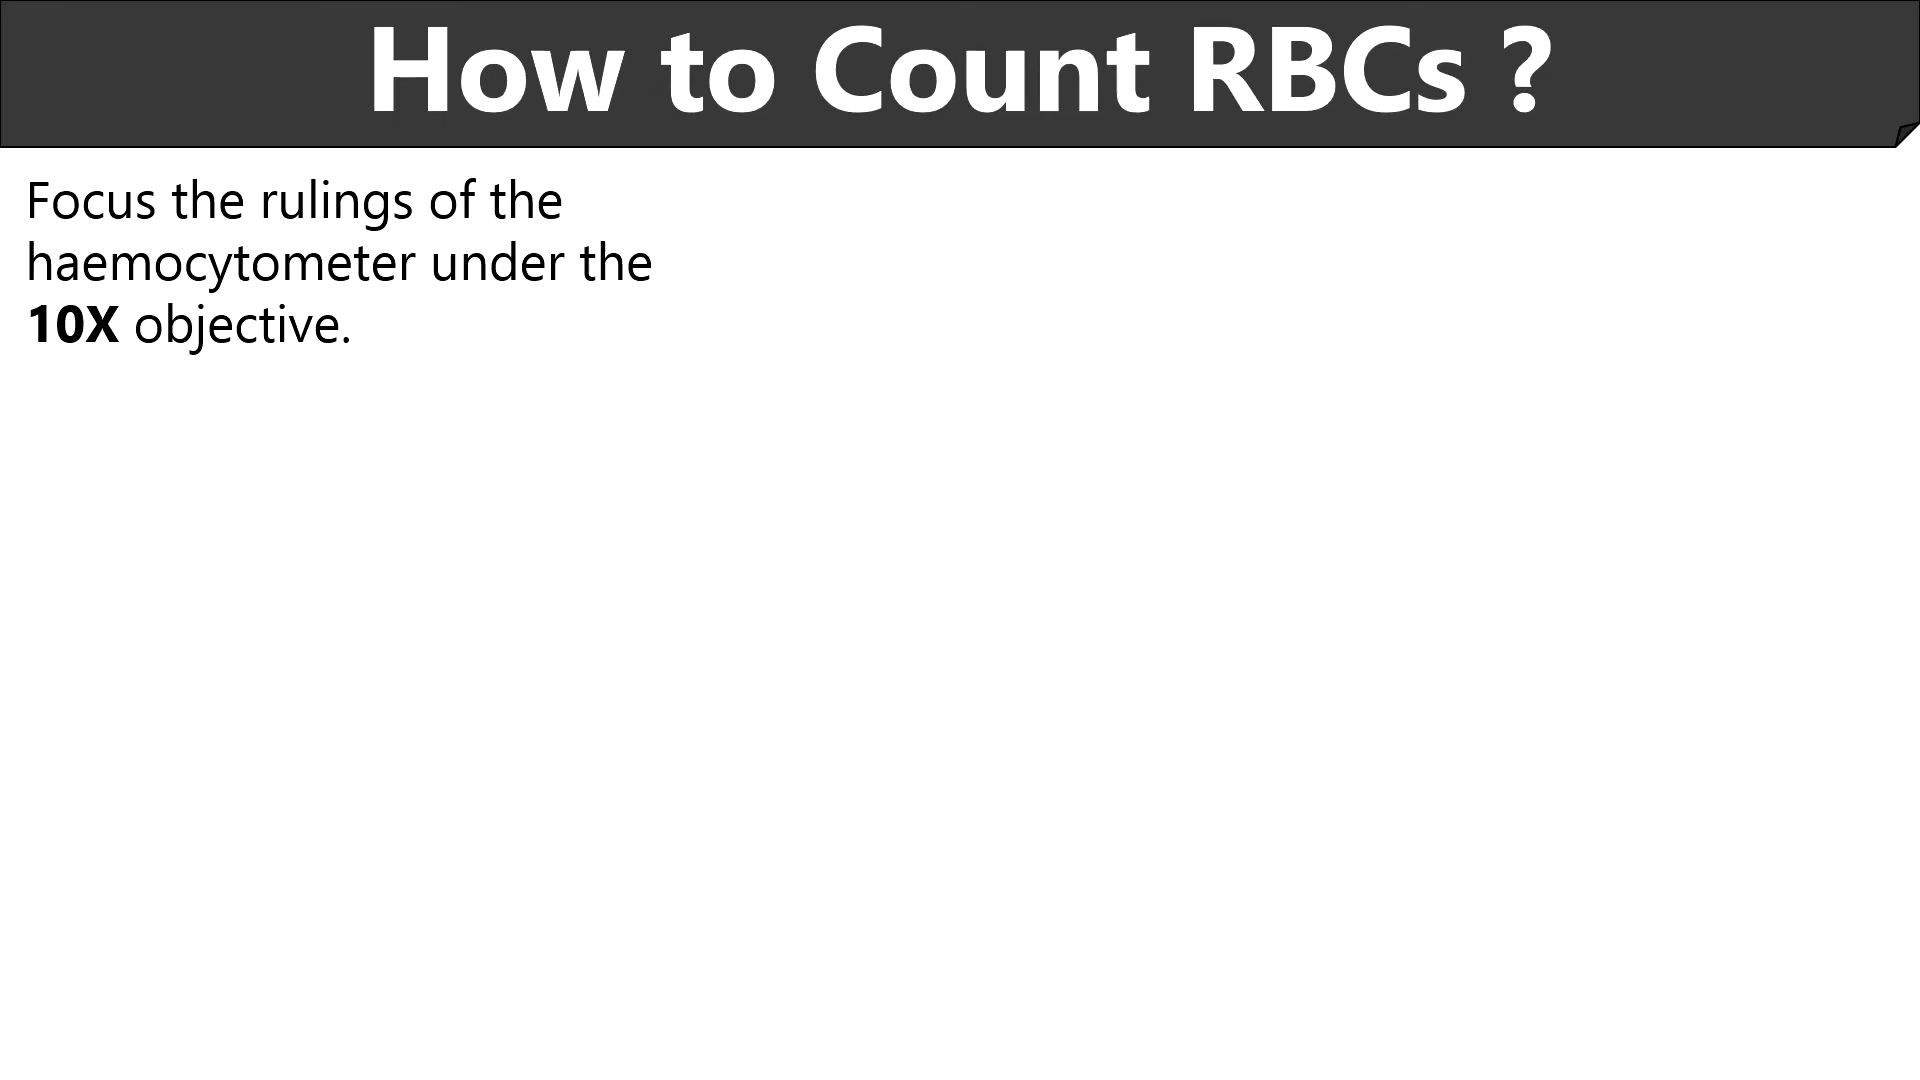 How to Count RBCs ?
Focus the rulings of the
haemocytometer under the
10X objective.